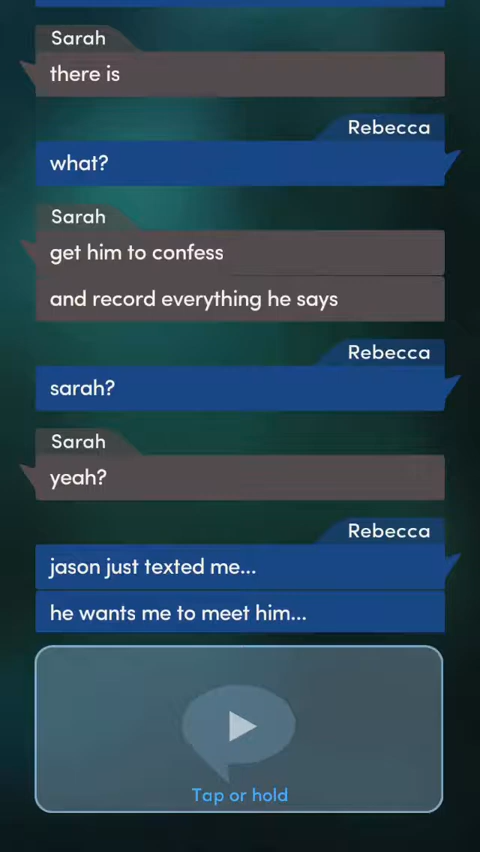 Sarah
there is
Rebecca
what?
Sarah
get him to confess
and record everything he says
Rebecca
sarah?
Sarah
yeah?
Rebecca
jason just texted me...
he wants me to meet him...
Tap or hold